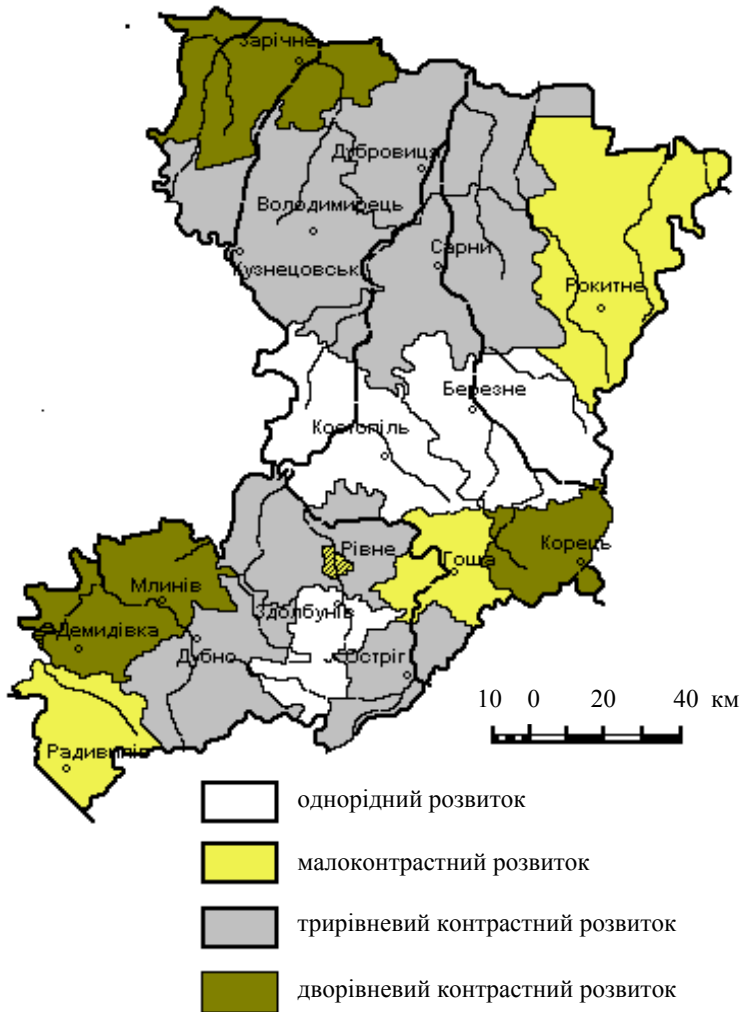 Зарічне
Дубровиця
Володимирець
Сарни
Кузнецовськ
Рокитне
Березне
Костопіль
Рівне
Гоща
Корець
Млинів
Здолбунів
Демидівка
Дубно
Остріг
10 0 20 40 км
Радивилів
однорідний розвиток
малоконтрастний розвиток
трирівневий контрастний розвиток
дворівневий контрастний розвиток